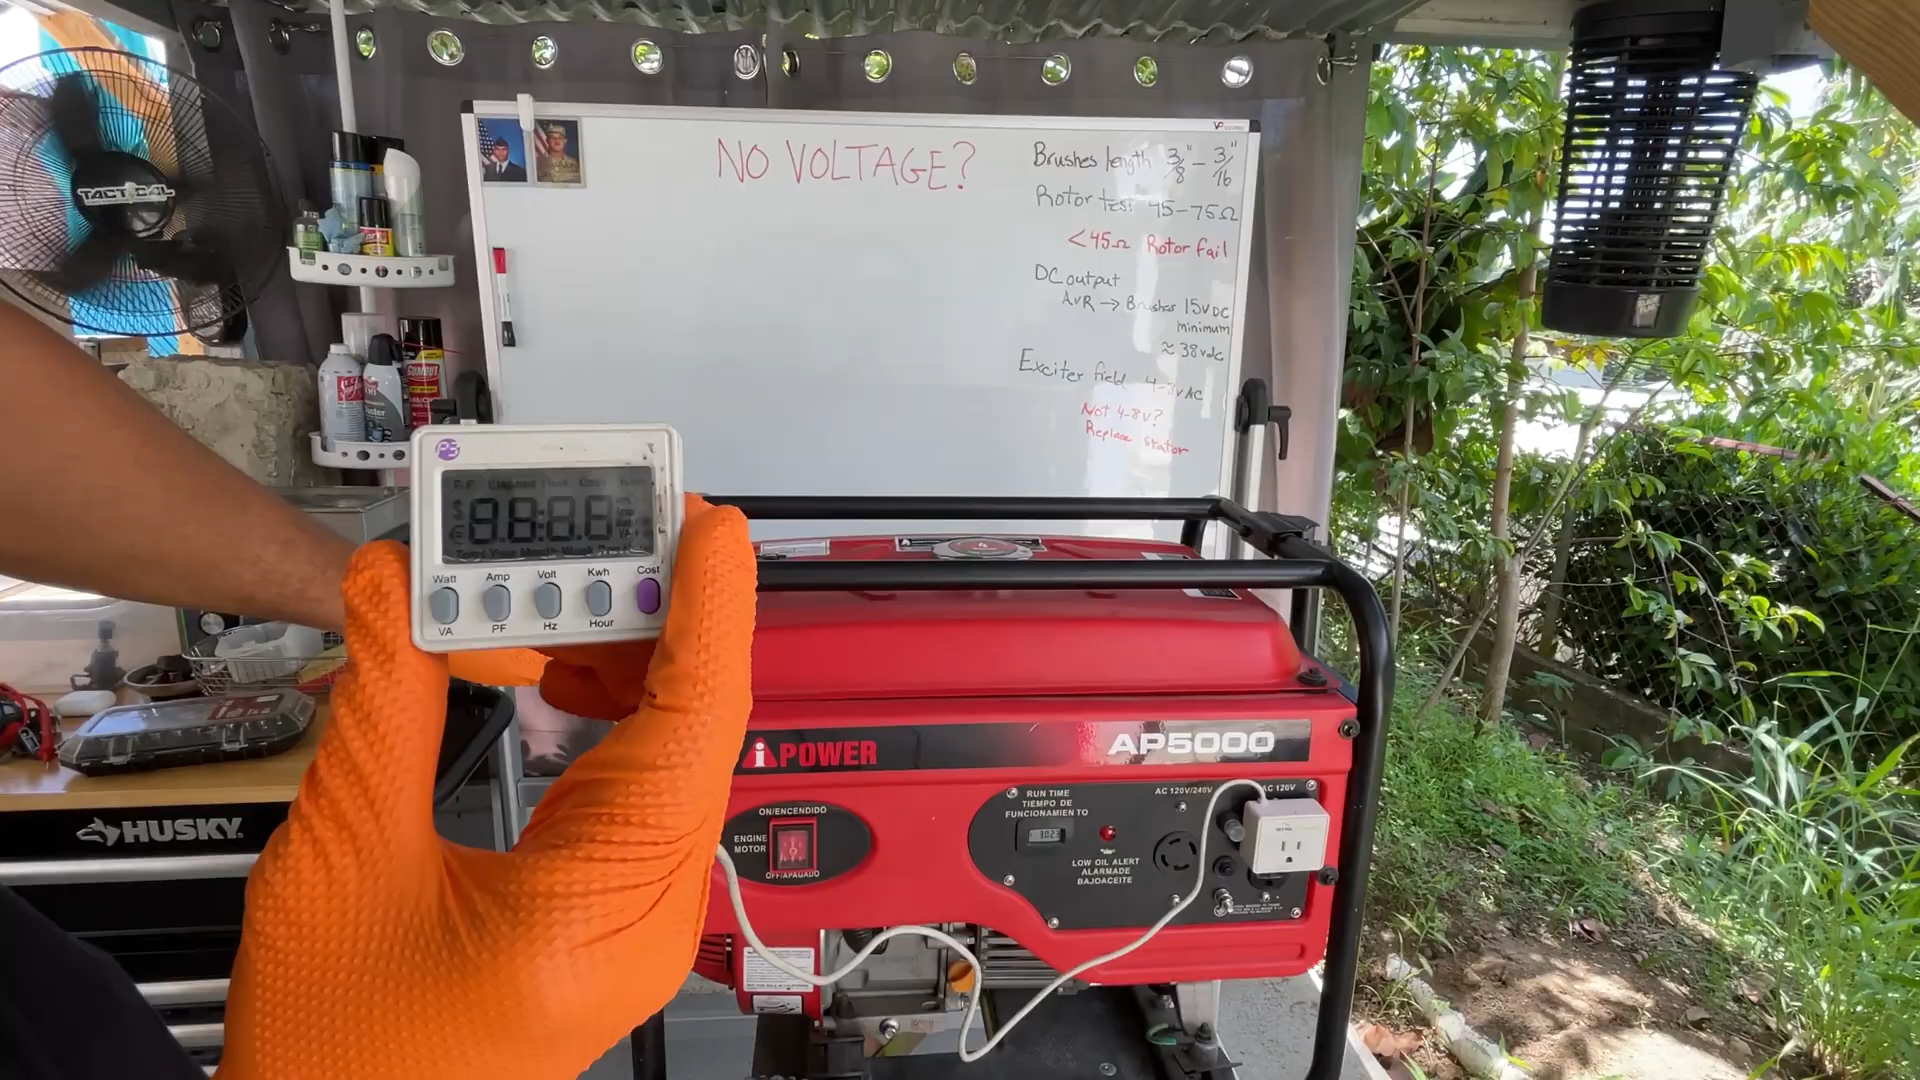 NO VOLTAGE?
Brushes length 3/8" - 3/16"
Rotor test 45-75Ω
<45Ω Rotor fail
DC output
AVR → Brushes 15VDC
minimum
≈ 38vdc
Exciter field 4-8vAC
Not 4-8v?
Replace stator
TACTICAL
GUMOUT
P3
Watt Amp Volt Kwh Cost
VA PF Hz Hour
iPOWER
AP5000
HUSKY
ON/ENCENDIDO
ENGINE
MOTOR
OFF/APAGADO
RUN TIME
TIEMPO DE
FUNCIONAMIENTO
LOW OIL ALERT
ALARMADE
BAJOACEITE
AC 120V/240V
AC 120V